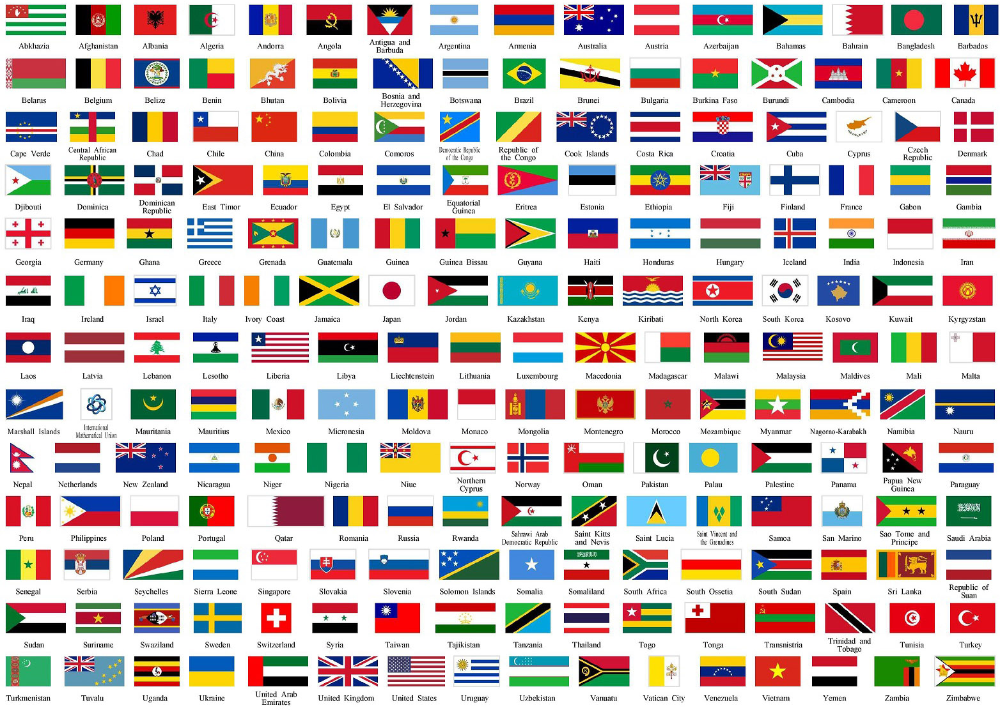 Abkhazia Afghanistan Albania Algeria Andorra Angola Antigua and Barbuda Argentina Armenia Australia Austria Azerbaijan Bahamas Bahrain Bangladesh Barbados
Belarus Belgium Belize Benin Bhutan Bolivia Bosnia and Herzegovina Botswana Brazil Brunei Bulgaria Burkina Faso Burundi Cambodia Cameroon Canada
Cape Verde Central African Republic Chad Chile China Colombia Comoros Democratic Republic of the Congo Republic of the Congo Cook Islands Costa Rica Croatia Cuba Cyprus Czech Republic Denmark
Djibouti Dominica Dominican Republic East Timor Ecuador Egypt El Salvador Equatorial Guinea Eritrea Estonia Ethiopia Fiji Finland France Gabon Gambia
Georgia Germany Ghana Greece Grenada Guatemala Guinea Guinea Bissau Guyana Haiti Honduras Hungary Iceland India Indonesia Iran
Iraq Ireland Israel Italy Ivory Coast Jamaica Japan Jordan Kazakhstan Kenya Kiribati North Korea South Korea Kosovo Kuwait Kyrgyzstan
Laos Latvia Lebanon Lesotho Liberia Libya Liechtenstein Lithuania Luxembourg Macedonia Madagascar Malawi Malaysia Maldives Mali Malta
Marshall Islands International Mathematical Union Mauritania Mauritius Mexico Micronesia Moldova Monaco Mongolia Montenegro Morocco Mozambique Myanmar Nagorno-Karabakh Namibia Nauru
Nepal Netherlands New Zealand Nicaragua Niger Nigeria Niue Northern Cyprus Norway Oman Pakistan Palau Palestine Panama Papua New Guinea Paraguay
Peru Philippines Poland Portugal Qatar Romania Russia Rwanda Sahrawi Arab Democratic Republic Saint Kitts and Nevis Saint Lucia Saint Vincent and the Grenadines Samoa San Marino Sao Tome and Principe Saudi Arabia
Senegal Serbia Seychelles Sierra Leone Singapore Slovakia Slovenia Solomon Islands Somalia Somaliland South Africa South Ossetia South Sudan Spain Sri Lanka Republic of Suan
Sudan Suriname Swaziland Sweden Switzerland Syria Taiwan Tajikistan Tanzania Thailand Togo Tonga Transnistria Trinidad and Tobago Tunisia Turkey
Turkmenistan Tuvalu Uganda Ukraine United Arab Emirates United Kingdom United States Uruguay Uzbekistan Vanuatu Vatican City Venezuela Vietnam Yemen Zambia Zimbabwe